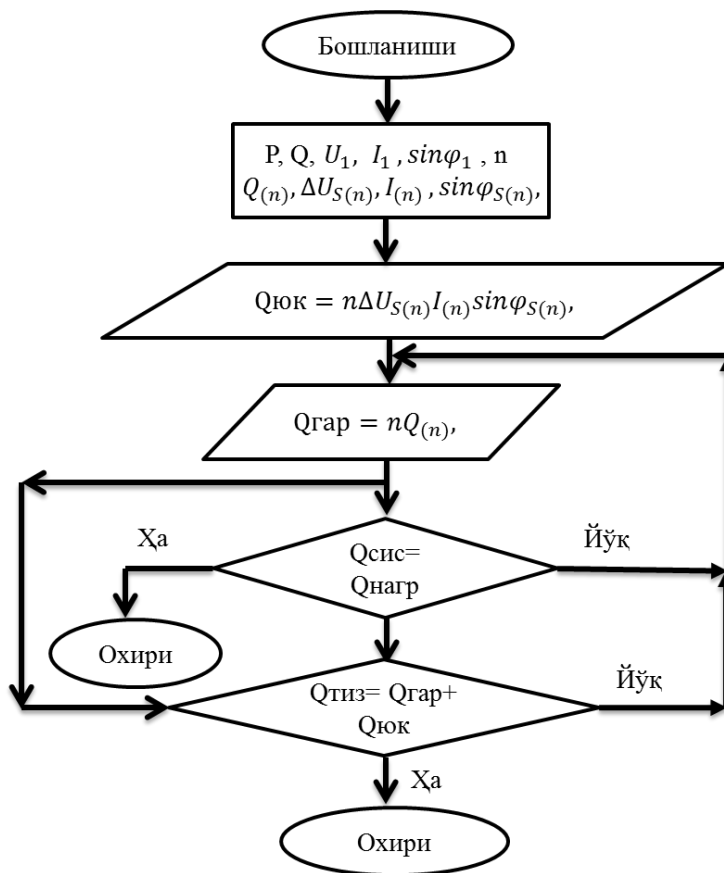 Бошланиши
P, Q, U₁, I₁, sinφ₁ , n
Q₍ₙ₎, ΔU_S(n), I₍ₙ₎ , sinφ_S(n),
Qюк = nΔU_S(n)I₍ₙ₎sinφ_S(n),
Qгар = nQ₍ₙ₎,
Ҳа
Qсис=
Qнагр
Йўқ
Охири
Qтиз= Qгар+
Qюк
Йўқ
Ҳа
Охири